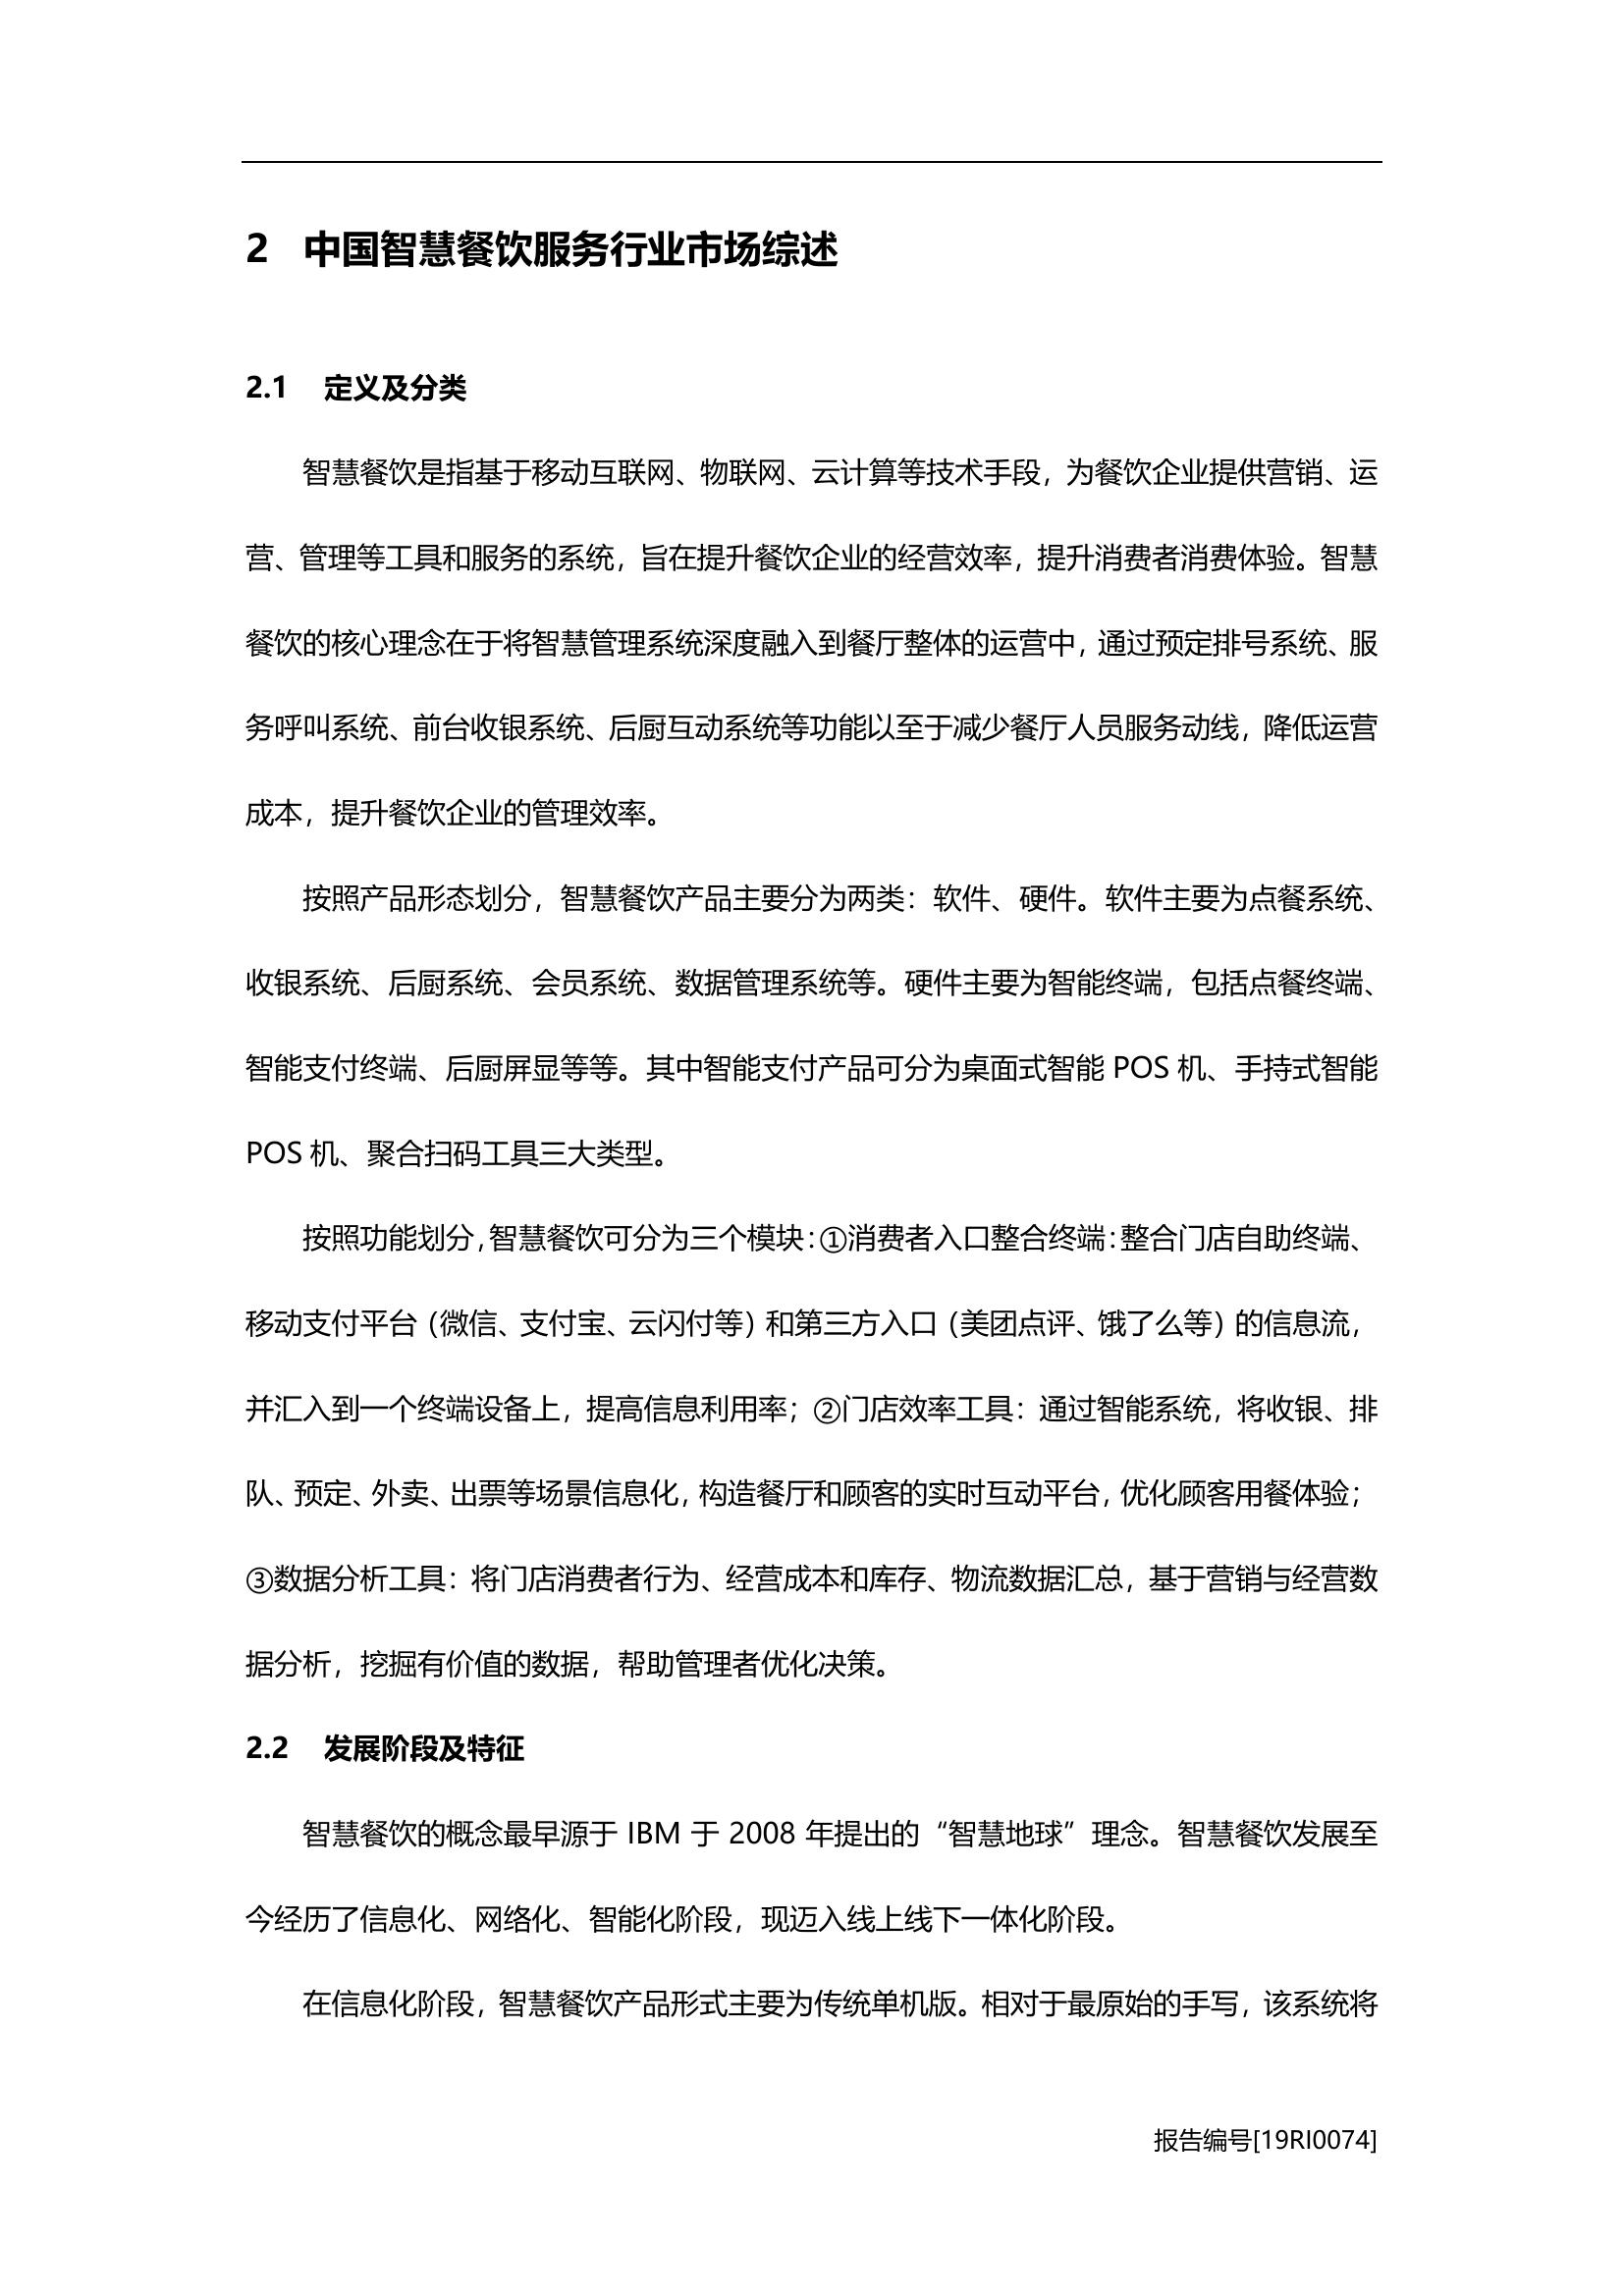 2 中国智慧餐饮服务行业市场综述
2.1 定义及分类
智慧餐饮是指基于移动互联网、物联网、云计算等技术手段，为餐饮企业提供营销、运
营、管理等工具和服务的系统，旨在提升餐饮企业的经营效率，提升消费者消费体验。智慧
餐饮的核心理念在于将智慧管理系统深度融入到餐厅整体的运营中，通过预定排号系统、服
务呼叫系统、前台收银系统、后厨互动系统等功能以至于减少餐厅人员服务动线，降低运营
成本，提升餐饮企业的管理效率。
按照产品形态划分，智慧餐饮产品主要分为两类：软件、硬件。软件主要为点餐系统、
收银系统、后厨系统、会员系统、数据管理系统等。硬件主要为智能终端，包括点餐终端、
智能支付终端、后厨屏显等等。其中智能支付产品可分为桌面式智能 POS 机、手持式智能
POS 机、聚合扫码工具三大类型。
按照功能划分，智慧餐饮可分为三个模块：①消费者入口整合终端：整合门店自助终端、
移动支付平台（微信、支付宝、云闪付等）和第三方入口（美团点评、饿了么等）的信息流，
并汇入到一个终端设备上，提高信息利用率；②门店效率工具：通过智能系统，将收银、排
队、预定、外卖、出票等场景信息化，构造餐厅和顾客的实时互动平台，优化顾客用餐体验；
③数据分析工具：将门店消费者行为、经营成本和库存、物流数据汇总，基于营销与经营数
据分析，挖掘有价值的数据，帮助管理者优化决策。
2.2 发展阶段及特征
智慧餐饮的概念最早源于 IBM 于 2008 年提出的“智慧地球”理念。智慧餐饮发展至
今经历了信息化、网络化、智能化阶段，现迈入线上线下一体化阶段。
在信息化阶段，智慧餐饮产品形式主要为传统单机版。相对于最原始的手写，该系统将
报告编号[19RI0074]